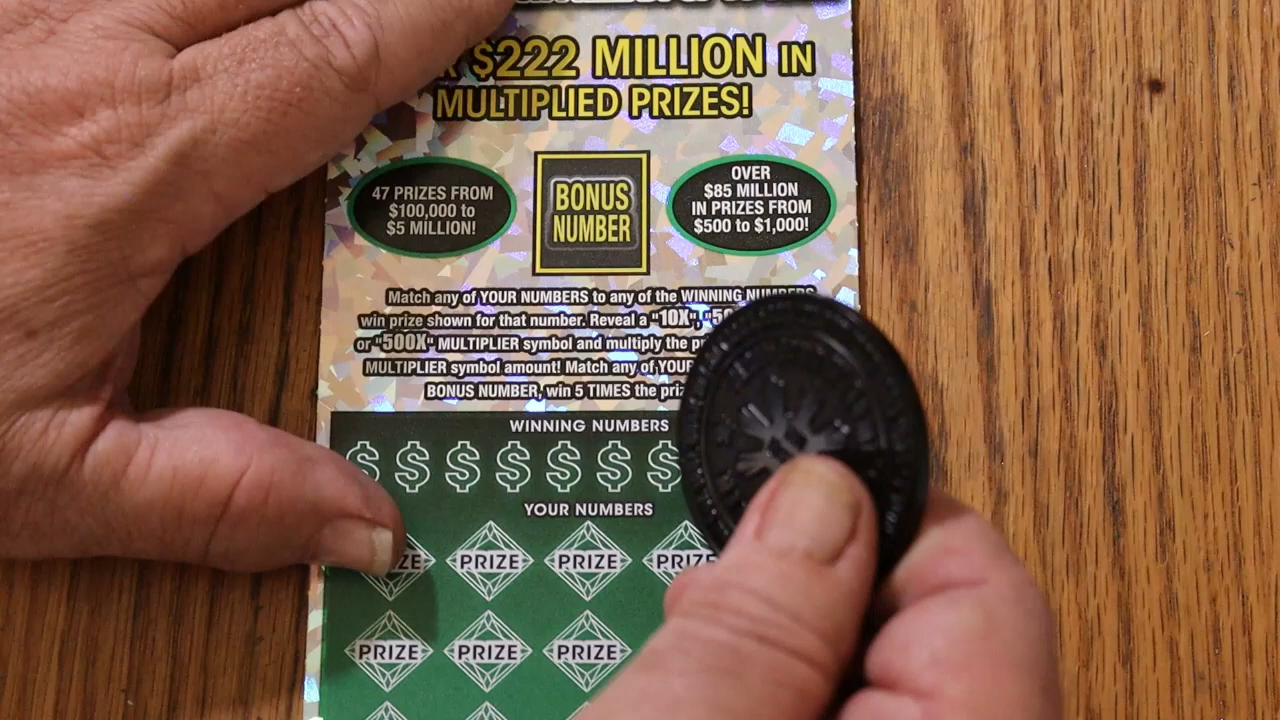 $222 MILLION IN
MULTIPLIED PRIZES!
47 PRIZES FROM
$100,000 to
$5 MILLION!
BONUS
NUMBER
OVER
$85 MILLION
IN PRIZES FROM
$500 to $1,000!
Match any of YOUR NUMBERS to any of the WINNING NUMBERS
win prize shown for that number. Reveal a "10X",
or "500X" MULTIPLIER symbol and multiply the
MULTIPLIER symbol amount! Match any of YOUR
BONUS NUMBER, win 5 TIMES the
WINNING NUMBERS
$ $ $ $ $ $ $
YOUR NUMBERS
PRIZE PRIZE PRIZE
PRIZE PRIZE PRIZE